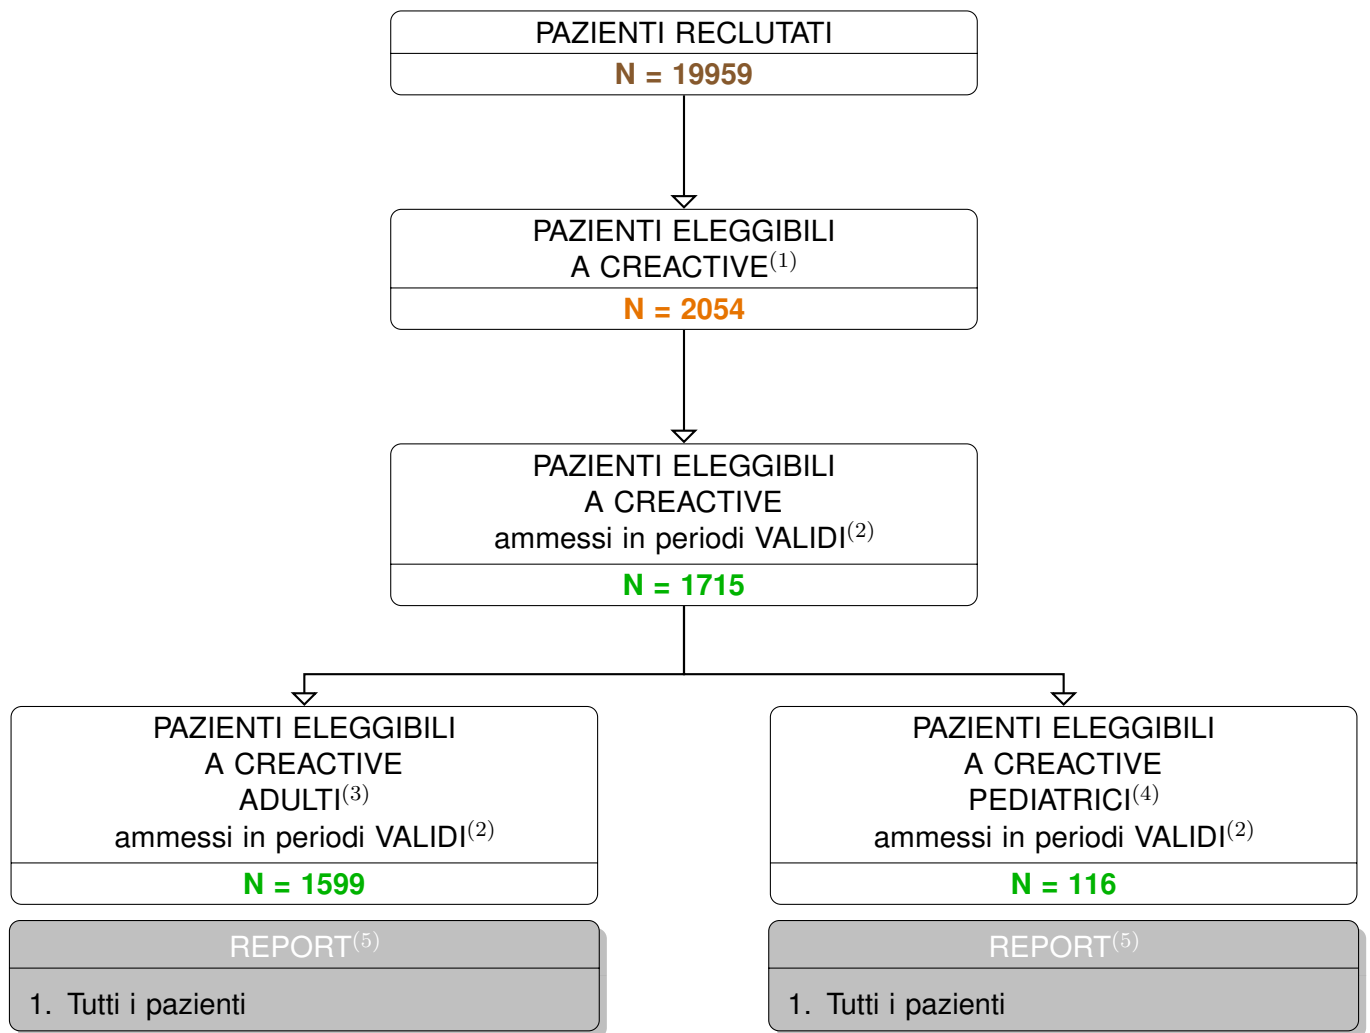 PAZIENTI RECLUTATI
N = 19959
PAZIENTI ELEGGIBILI
A CREACTIVE(1)
N = 2054
PAZIENTI ELEGGIBILI
A CREACTIVE
ammessi in periodi VALIDI(2)
N = 1715
PAZIENTI ELEGGIBILI
A CREACTIVE
ADULTI(3)
ammessi in periodi VALIDI(2)
N = 1599
REPORT(5)
1. Tutti i pazienti
PAZIENTI ELEGGIBILI
A CREACTIVE
PEDIATRICI(4)
ammessi in periodi VALIDI(2)
N = 116
REPORT(5)
1. Tutti i pazienti